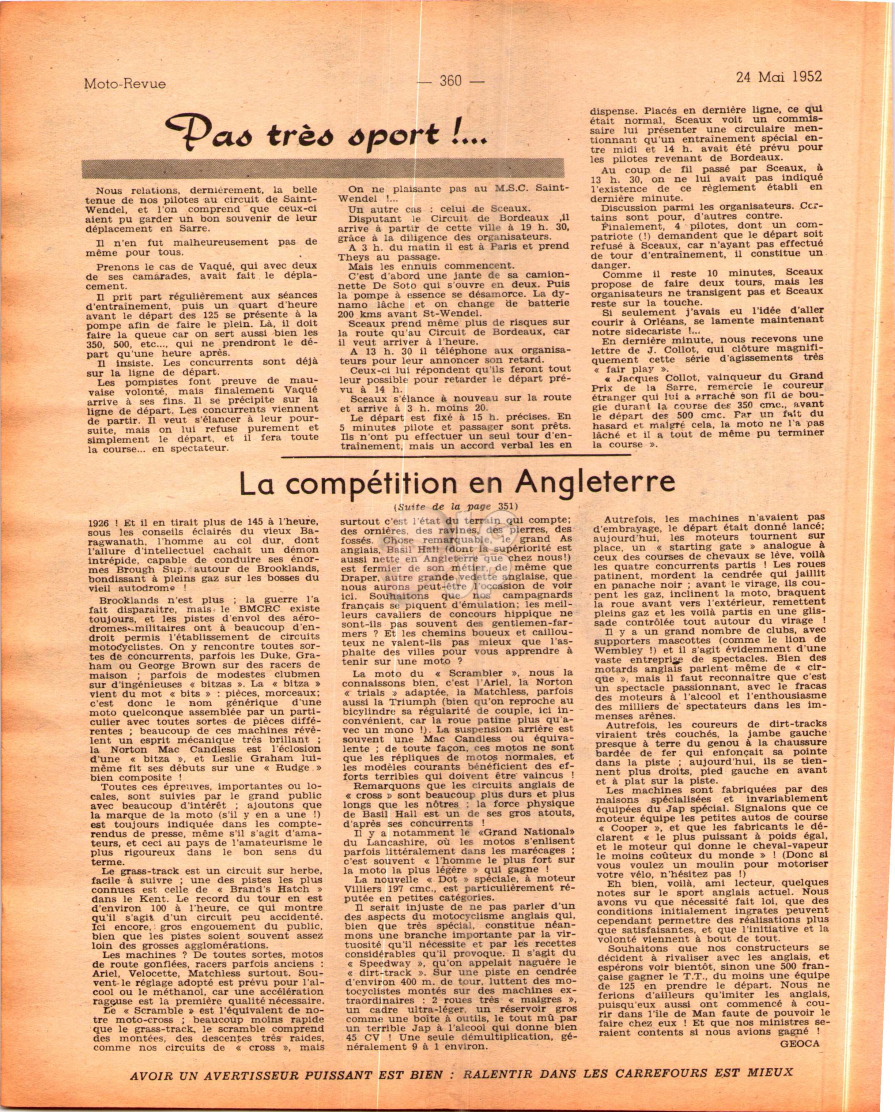 Moto-Revue
— 360 —
24 Mai 1952
Pas très sport !...
Nous relations, dernièrement, la belle
tenue de nos pilotes au circuit de Saint-
Wendel, et l'on comprend que ceux-ci
aient pu garder un bon souvenir de leur
déplacement en Sarre.
Il n'en fut malheureusement pas de
même pour tous.
Prenons le cas de Vaqué, qui avec deux
de ses camarades, avait fait le dépla-
cement.
Il prit part régulièrement aux séances
d'entraînement, puis un quart d'heure
avant le départ des 125 se présente à la
pompe afin de faire le plein. Là, il doit
faire la queue car on sert aussi bien les
350, 500, etc..., qui ne prendront le dé-
part qu'une heure après.
Il insiste. Les concurrents sont déjà
sur la ligne de départ.
Les pompistes font preuve de mau-
vaise volonté, mais finalement Vaqué
arrive à ses fins. Il se précipite sur la
ligne de départ. Les concurrents viennent
de partir. Il veut s'élancer à leur pour-
suite, mais on lui refuse purement et
simplement le départ, et il fera toute
la course... en spectateur.
On ne plaisante pas au M.S.C. Saint-
Wendel !...
Un autre cas : celui de Sceaux.
Disputant le Circuit de Bordeaux ,il
arrive à partir de cette ville à 19 h. 30,
grâce à la diligence des organisateurs.
A 3 h. du matin il est à Paris et prend
Theys au passage.
Mais les ennuis commencent.
C'est d'abord une jante de sa camion-
nette De Soto qui s'ouvre en deux. Puis
la pompe à essence se désamorce. La dy-
namo lâche et on change de batterie
200 kms avant St-Wendel.
Sceaux prend même plus de risques sur
la route qu'au Circuit de Bordeaux, car
il veut arriver à l'heure.
A 13 h. 30 il téléphone aux organisa-
teurs pour leur annoncer son retard.
Ceux-ci lui répondent qu'ils feront tout
leur possible pour retarder le départ pré-
vu à 14 h.
Sceaux s'élance à nouveau sur la route
et arrive à 3 h. moins 20.
Le départ est fixé à 15 h. précises. En
5 minutes pilote et passager sont prêts.
Ils n'ont pu effectuer un seul tour d'en-
traînement, mais un accord verbal les en
dispense. Placés en dernière ligne, ce qui
était normal, Sceaux voit un commis-
saire lui présenter une circulaire men-
tionnant qu'un entraînement spécial en-
tre midi et 14 h. avait été prévu pour
les pilotes revenant de Bordeaux.
Au coup de fil passé par Sceaux, à
13 h. 30, on ne lui avait pas indiqué
l'existence de ce règlement établi en
dernière minute.
Discussion parmi les organisateurs. Cer-
tains sont pour, d'autres contre.
Finalement, 4 pilotes, dont un com-
patriote (!) demandent que le départ soit
refusé à Sceaux, car n'ayant pas effectué
de tour d'entraînement, il constitue un
danger.
Comme il reste 10 minutes, Sceaux
propose de faire deux tours, mais les
organisateurs ne transigent pas et Sceaux
reste sur la touche.
Si seulement j'avais eu l'idée d'aller
courir à Orléans, se lamente maintenant
notre sidecariste !...
En dernière minute, nous recevons une
lettre de J. Collot, qui clôture magnifi-
quement cette série d'agissements très
« fair play ».
« Jacques Collot, vainqueur du Grand
Prix de la Sarre, remercie le coureur
étranger qui lui a arraché son fil de bou-
gie durant la course des 350 cmc., avant
le départ des 500 cmc. Par un fait du
hasard et malgré cela, la moto ne l'a pas
lâché et il a tout de même pu terminer
la course ».
La compétition en Angleterre
(Suite de la page 351)
1926 ! Et il en tirait plus de 145 à l'heure,
sous les conseils éclairés du vieux Ba-
ragwanath, l'homme au col dur, dont
l'allure d'intellectuel cachait un démon
intrépide, capable de conduire ses énor-
mes Brough Sup. autour de Brooklands,
bondissant à pleins gaz sur les bosses du
vieil autodrome !
Brooklands n'est plus ; la guerre l'a
fait disparaître, mais le BMCRC existe
toujours, et les pistes d'envol des aéro-
dromes militaires ont à beaucoup d'en-
droit permis l'établissement de circuits
motocyclistes. On y rencontre toutes sor-
tes de concurrents, parfois les Duke, Gra-
ham ou George Brown sur des racers de
maison ; parfois de modestes clubmen
sur d'ingénieuses « bitzas ». La « bitza »
vient du mot « bits » : pièces, morceaux;
c'est donc le nom générique d'une
moto quelconque assemblée par un parti-
culier avec toutes sortes de pièces diffé-
rentes ; beaucoup de ces machines révè-
lent un esprit mécanique très brillant ;
la Norton Mac Candless est l'éclosion
d'une « bitza », et Leslie Graham lui-
même fit ses débuts sur une « Rudge »
bien composite !
Toutes ces épreuves, importantes ou lo-
cales, sont suivies par le grand public
avec beaucoup d'intérêt ; ajoutons que
la marque de la moto (s'il y en a une !)
est toujours indiquée dans les compte-
rendus de presse, même s'il s'agit d'ama-
teurs, et ceci au pays de l'amateurisme le
plus rigoureux dans le bon sens du
terme.
Le grass-track est un circuit sur herbe,
facile à suivre ; une des pistes les plus
connues est celle de « Brand's Hatch »
dans le Kent. Le record du tour en est
d'environ 100 à l'heure, ce qui montre
qu'il s'agit d'un circuit peu accidenté.
Ici encore, gros engouement du public,
bien que les pistes soient souvent assez
loin des grosses agglomérations.
Les machines ? De toutes sortes, motos
de route gonflées, racers parfois anciens :
Ariel, Velocette, Matchless surtout. Sou-
vent le réglage adopté est prévu pour l'al-
cool ou le méthanol, car une accélération
rageuse est la première qualité nécessaire.
Le « Scramble » est l'équivalent de no-
tre moto-cross ; beaucoup moins rapide
que le grass-track, le scramble comprend
des montées, des descentes très raides,
comme nos circuits de « cross », mais
surtout c'est l'état du terrain qui compte;
des ornières, des ravines, des pierres, des
fossés. Chose remarquable, le grand As
anglais, Basil Hall (dont la supériorité est
aussi nette en Angleterre que chez nous!)
est fermier de son métier, de même que
Draper, autre grande vedette anglaise, que
nous aurons peut-être l'occasion de voir
ici. Souhaitons que nos campagnards
français se piquent d'émulation; les meil-
leurs cavaliers de concours hippique ne
sont-ils pas souvent des gentlemen-far-
mers ? Et les chemins boueux et caillou-
teux ne valent-ils pas mieux que l'as-
phalte des villes pour vous apprendre à
tenir sur une moto ?
La moto du « Scrambler », nous la
connaissons bien, c'est l'Ariel, la Norton
« trials » adaptée, la Matchless, parfois
aussi la Triumph (bien qu'on reproche au
bicylindre sa régularité de couple, ici in-
convénient, car la roue patine plus qu'a-
vec un mono !). La suspension arrière est
souvent une Mac Candless ou équiva-
lente ; de toute façon, ces motos ne sont
que les répliques de motos normales, et
les modèles courants bénéficient des ef-
forts terribles qui doivent être vaincus !
Remarquons que les circuits anglais de
« cross » sont beaucoup plus durs et plus
longs que les nôtres ; la force physique
de Basil Hall est un de ses gros atouts,
d'après ses concurrents !
Il y a notamment le «Grand National»
du Lancashire, où les motos s'enlisent
parfois littéralement dans les marécages ;
c'est souvent « l'homme le plus fort sur
la moto la plus légère » qui gagne !
La nouvelle « Dot » spéciale, à moteur
Villiers 197 cmc., est particulièrement ré-
putée en petites catégories.
Il serait injuste de ne pas parler d'un
des aspects du motocyclisme anglais qui,
bien que très spécial, constitue néan-
moins une branche importante par la vir-
tuosité qu'il nécessite et par les recettes
considérables qu'il provoque. Il s'agit du
« Speedway », qu'on appelait naguère le
« dirt-track ». Sur une piste en cendrée
d'environ 400 m. de tour, luttent des mo-
tocyclistes montés sur des machines ex-
traordinaires : 2 roues très « maigres »,
un cadre ultra-léger, un réservoir gros
comme une boîte à outils, le tout mû par
un terrible Jap à l'alcool qui donne bien
45 CV ! Une seule démultiplication, gé-
néralement 9 à 1 environ.
Autrefois, les machines n'avaient pas
d'embrayage, le départ était donné lancé;
aujourd'hui, les moteurs tournent sur
place, un « starting gate » analogue à
ceux des courses de chevaux se lève, voilà
les quatre concurrents partis ! Les roues
patinent, mordent la cendrée qui jaillit
en panache noir ; avant le virage, ils cou-
pent les gaz, inclinent la moto, braquent
la roue avant vers l'extérieur, remettent
pleins gaz et les voilà partis en une glis-
sade contrôlée tout autour du virage !
Il y a un grand nombre de clubs, avec
supporters mascottes (comme le lion de
Wembley !) et il s'agit évidemment d'une
vaste entreprise de spectacles. Bien des
motards anglais parlent même de « cir-
que », mais il faut reconnaître que c'est
un spectacle passionnant, avec le fracas
des moteurs à l'alcool et l'enthousiasme
des milliers de spectateurs dans les im-
menses arènes.
Autrefois, les coureurs de dirt-tracks
viraient très couchés, la jambe gauche
presque à terre du genou à la chaussure
bardée de fer qui enfonçait sa pointe
dans la piste ; aujourd'hui, ils se tien-
nent plus droits, pied gauche en avant
et à plat sur la piste.
Les machines sont fabriquées par des
maisons spécialisées et invariablement
équipées du Jap spécial. Signalons que ce
moteur équipe les petites autos de course
« Cooper », et que les fabricants le dé-
clarent « le plus puissant à poids égal,
et le moteur qui donne le cheval-vapeur
le moins coûteux du monde » ! (Donc si
vous voulez un moulin pour motoriser
votre vélo, n'hésitez pas !)
Eh bien, voilà, ami lecteur, quelques
notes sur le sport anglais actuel. Nous
avons vu que nécessité fait loi, que des
conditions initialement ingrates peuvent
cependant permettre des réalisations plus
que satisfaisantes, et que l'initiative et la
volonté viennent à bout de tout.
Souhaitons que nos constructeurs se
décident à rivaliser avec les anglais, et
espérons voir bientôt, sinon une 500 fran-
çaise gagner le T.T., du moins une équipe
de 125 en prendre le départ. Nous ne
ferions d'ailleurs qu'imiter les anglais,
puisqu'eux aussi ont commencé à cou-
rir dans l'île de Man faute de pouvoir le
faire chez eux ! Et que nos ministres se-
raient contents si nous avions gagné !
GEOCA
AVOIR UN AVERTISSEUR PUISSANT EST BIEN : RALENTIR DANS LES CARREFOURS EST MIEUX